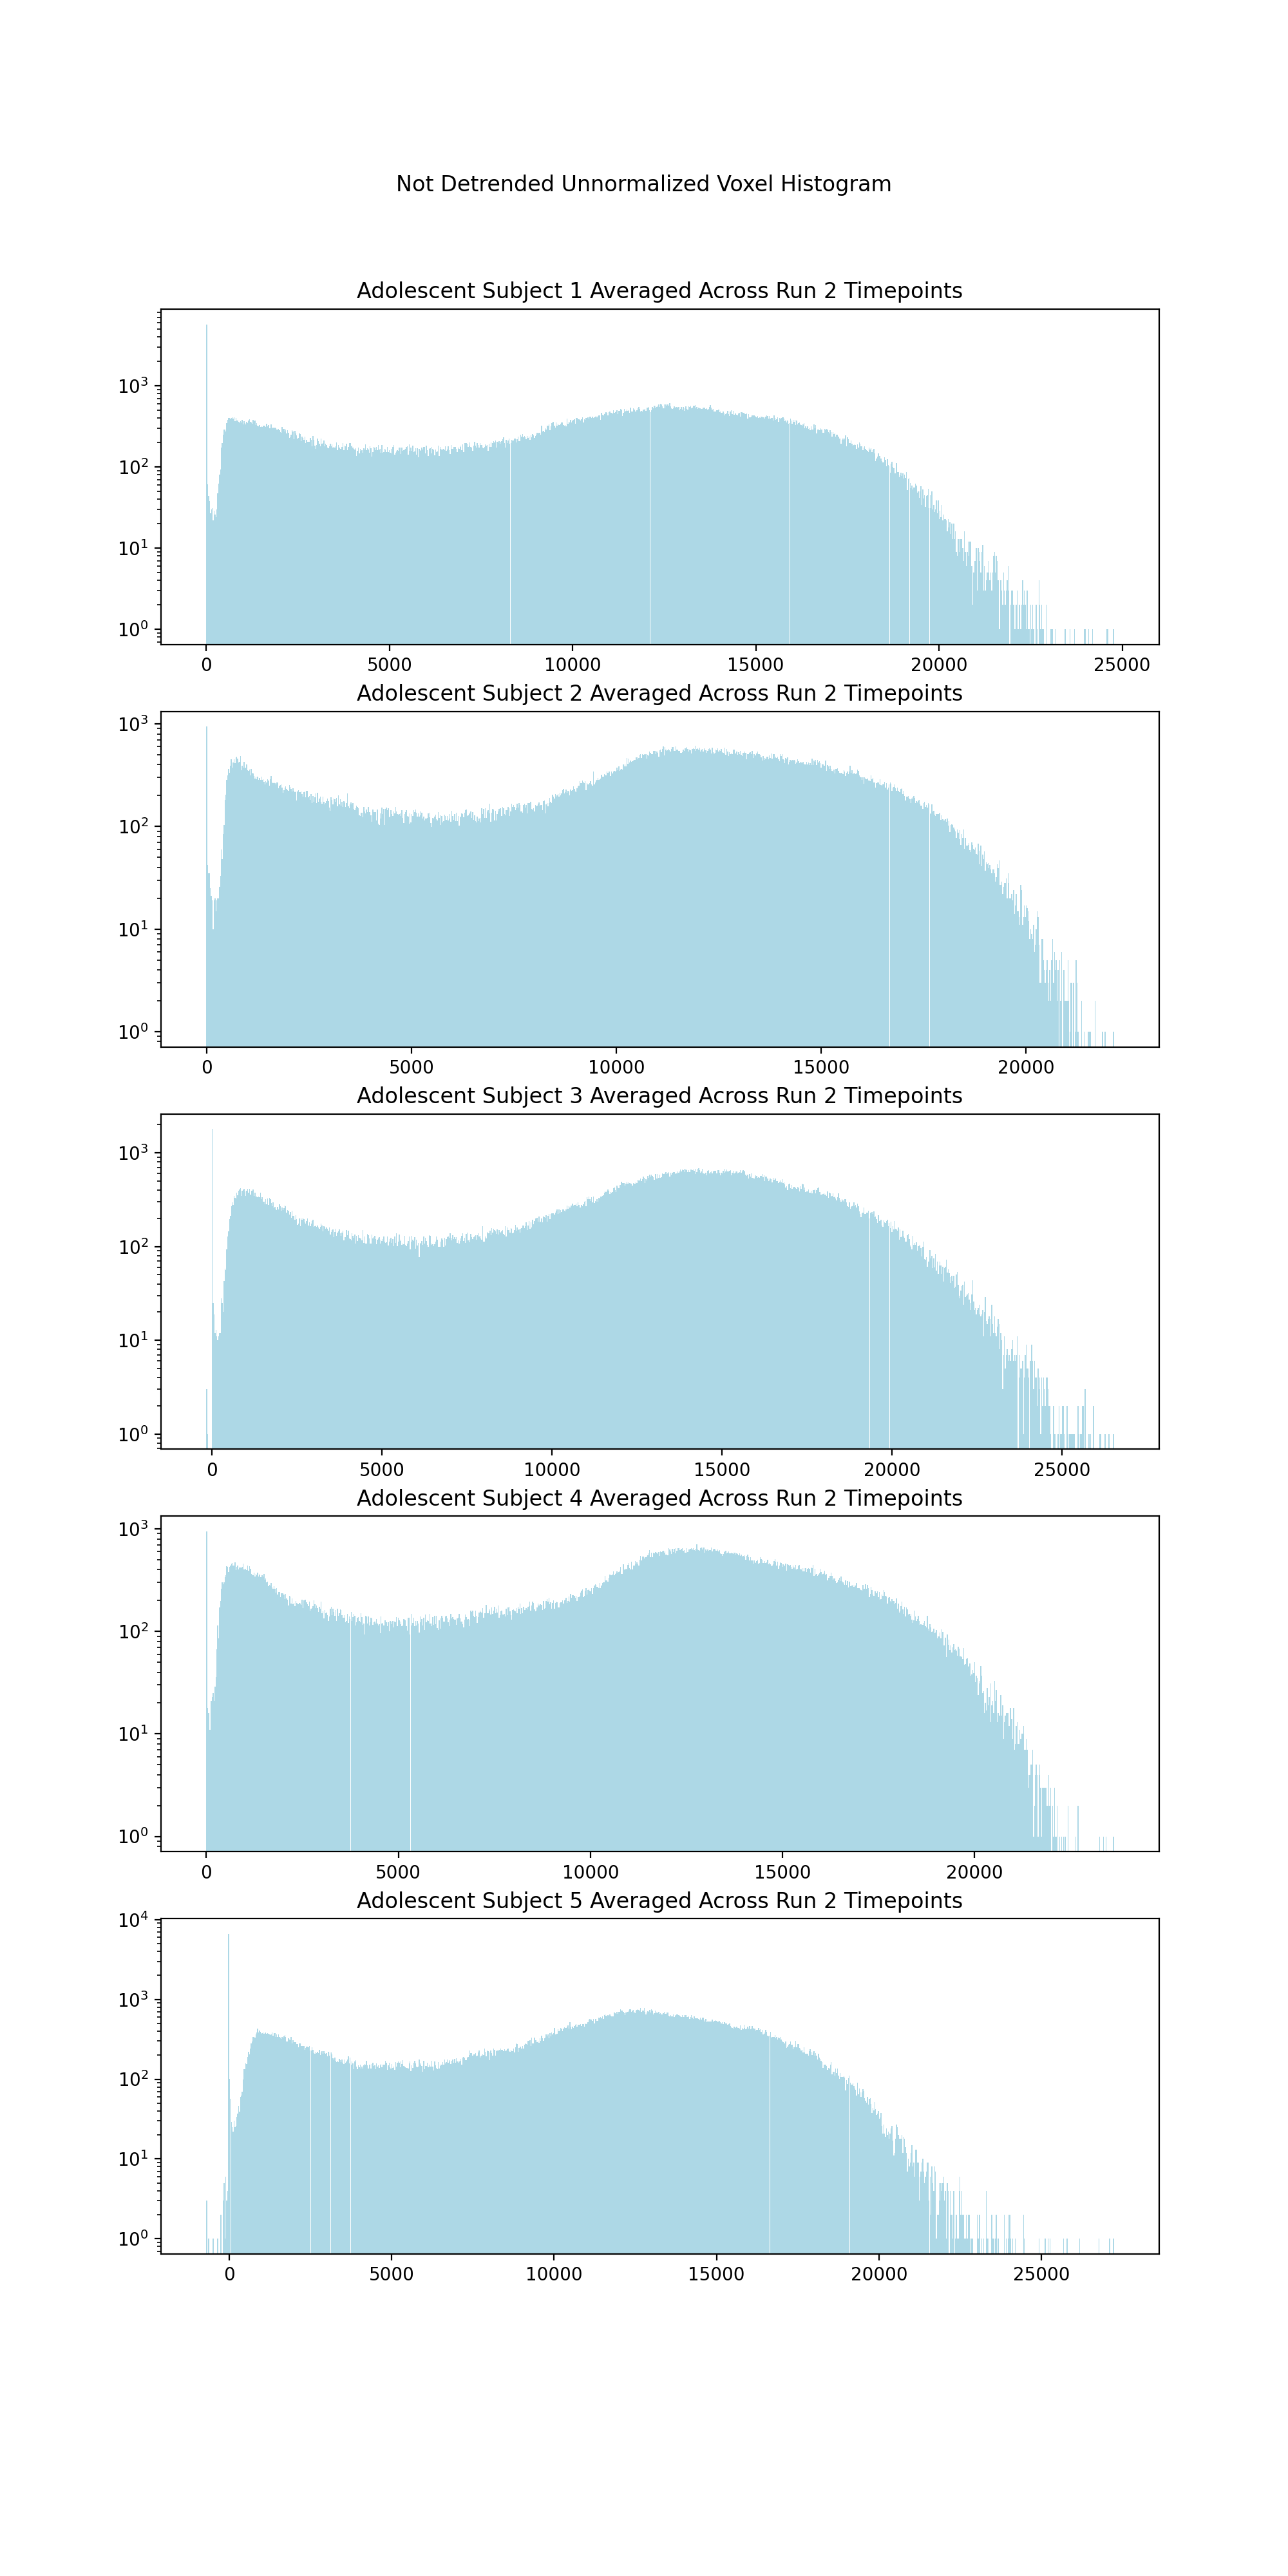 Not Detrended Unnormalized Voxel Histogram
Adolescent Subject 1 Averaged Across Run 2 Timepoints
10³
10²
10¹
10⁰
0 5000 10000 15000 20000 25000
Adolescent Subject 2 Averaged Across Run 2 Timepoints
10³
10²
10¹
10⁰
0 5000 10000 15000 20000
Adolescent Subject 3 Averaged Across Run 2 Timepoints
10³
10²
10¹
10⁰
0 5000 10000 15000 20000 25000
Adolescent Subject 4 Averaged Across Run 2 Timepoints
10³
10²
10¹
10⁰
0 5000 10000 15000 20000
Adolescent Subject 5 Averaged Across Run 2 Timepoints
10⁴
10³
10²
10¹
10⁰
0 5000 10000 15000 20000 25000